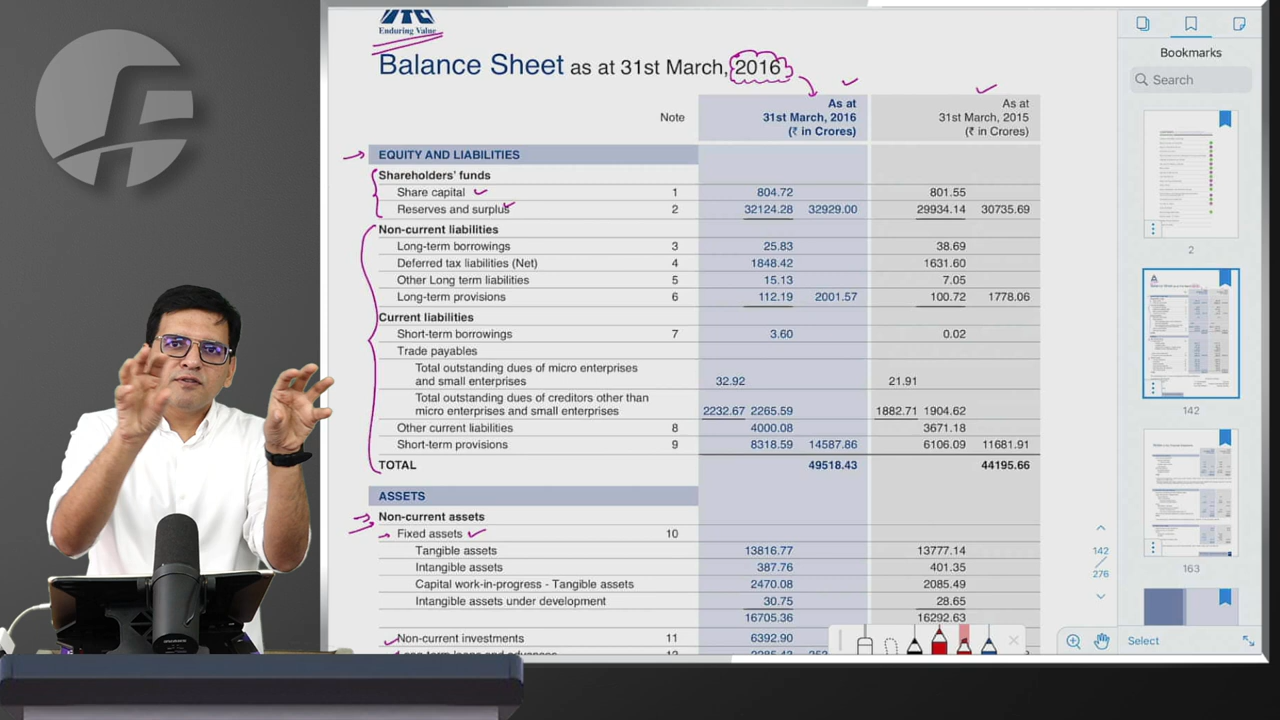 ITC
Enduring Value
Balance Sheet as at 31st March, 2016
Note
As at
31st March, 2016
(₹ in Crores)
As at
31st March, 2015
(₹ in Crores)
EQUITY AND LIABILITIES
Shareholders' funds
Share capital 1 804.72 801.55
Reserves and surplus 2 32124.28 32929.00 29934.14 30735.69
Non-current liabilities
Long-term borrowings 3 25.83 38.69
Deferred tax liabilities (Net) 4 1848.42 1631.60
Other Long term liabilities 5 15.13 7.05
Long-term provisions 6 112.19 2001.57 100.72 1778.06
Current liabilities
Short-term borrowings 7 3.60 0.02
Trade payables
Total outstanding dues of micro enterprises
and small enterprises 32.92 21.91
Total outstanding dues of creditors other than
micro enterprises and small enterprises 2232.67 2265.59 1882.71 1904.62
Other current liabilities 8 4000.08 3671.18
Short-term provisions 9 8318.59 14587.86 6106.09 11681.91
TOTAL 49518.43 44195.66
ASSETS
Non-current assets
Fixed assets 10
Tangible assets 13816.77 13777.14
Intangible assets 387.76 401.35
Capital work-in-progress - Tangible assets 2470.08 2085.49
Intangible assets under development 30.75 28.65
16705.36 16292.63
Non-current investments 11 6392.90
Bookmarks
Search
2
142
163
142
276
Select